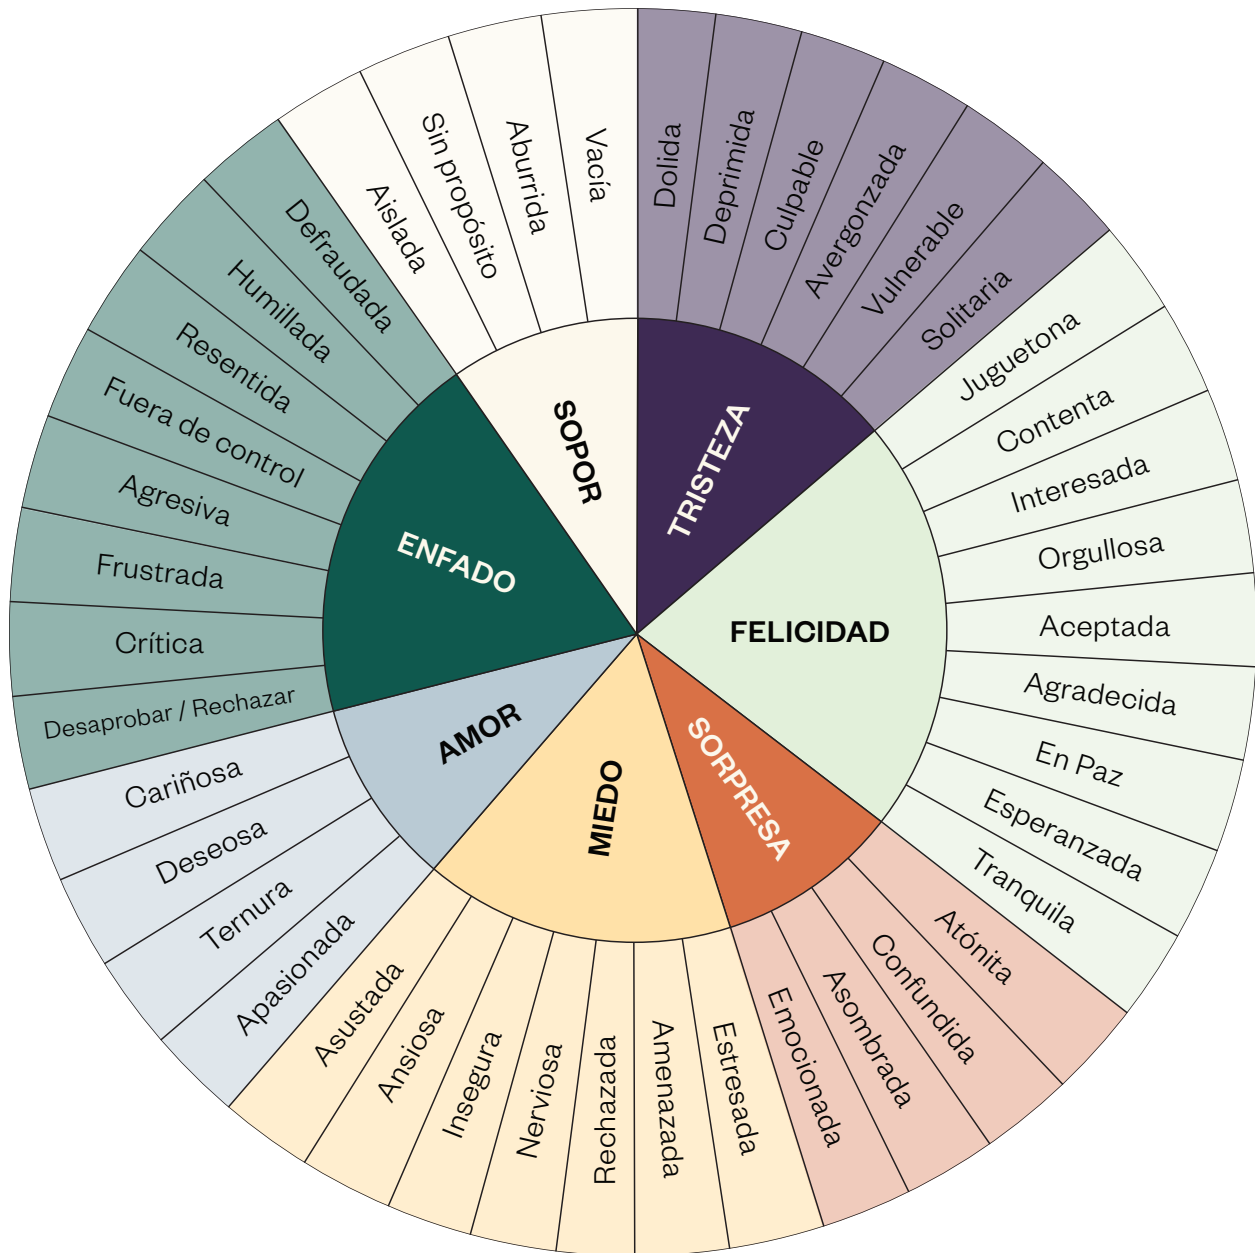 TRISTEZA
Dolida
Deprimida
Culpable
Avergonzada
Vulnerable
Solitaria
FELICIDAD
Juguetona
Contenta
Interesada
Orgullosa
Aceptada
Agradecida
En Paz
Esperanzada
Tranquila
SORPRESA
Atónita
Confundida
Asombrada
Emocionada
MIEDO
Estresada
Amenazada
Rechazada
Nerviosa
Insegura
Ansiosa
Asustada
AMOR
Apasionada
Ternura
Deseosa
Cariñosa
ENFADO
Desaprobar / Rechazar
Crítica
Frustrada
Agresiva
Fuera de control
Resentida
Humillada
Defraudada
SOPOR
Aislada
Sin propósito
Aburrida
Vacía